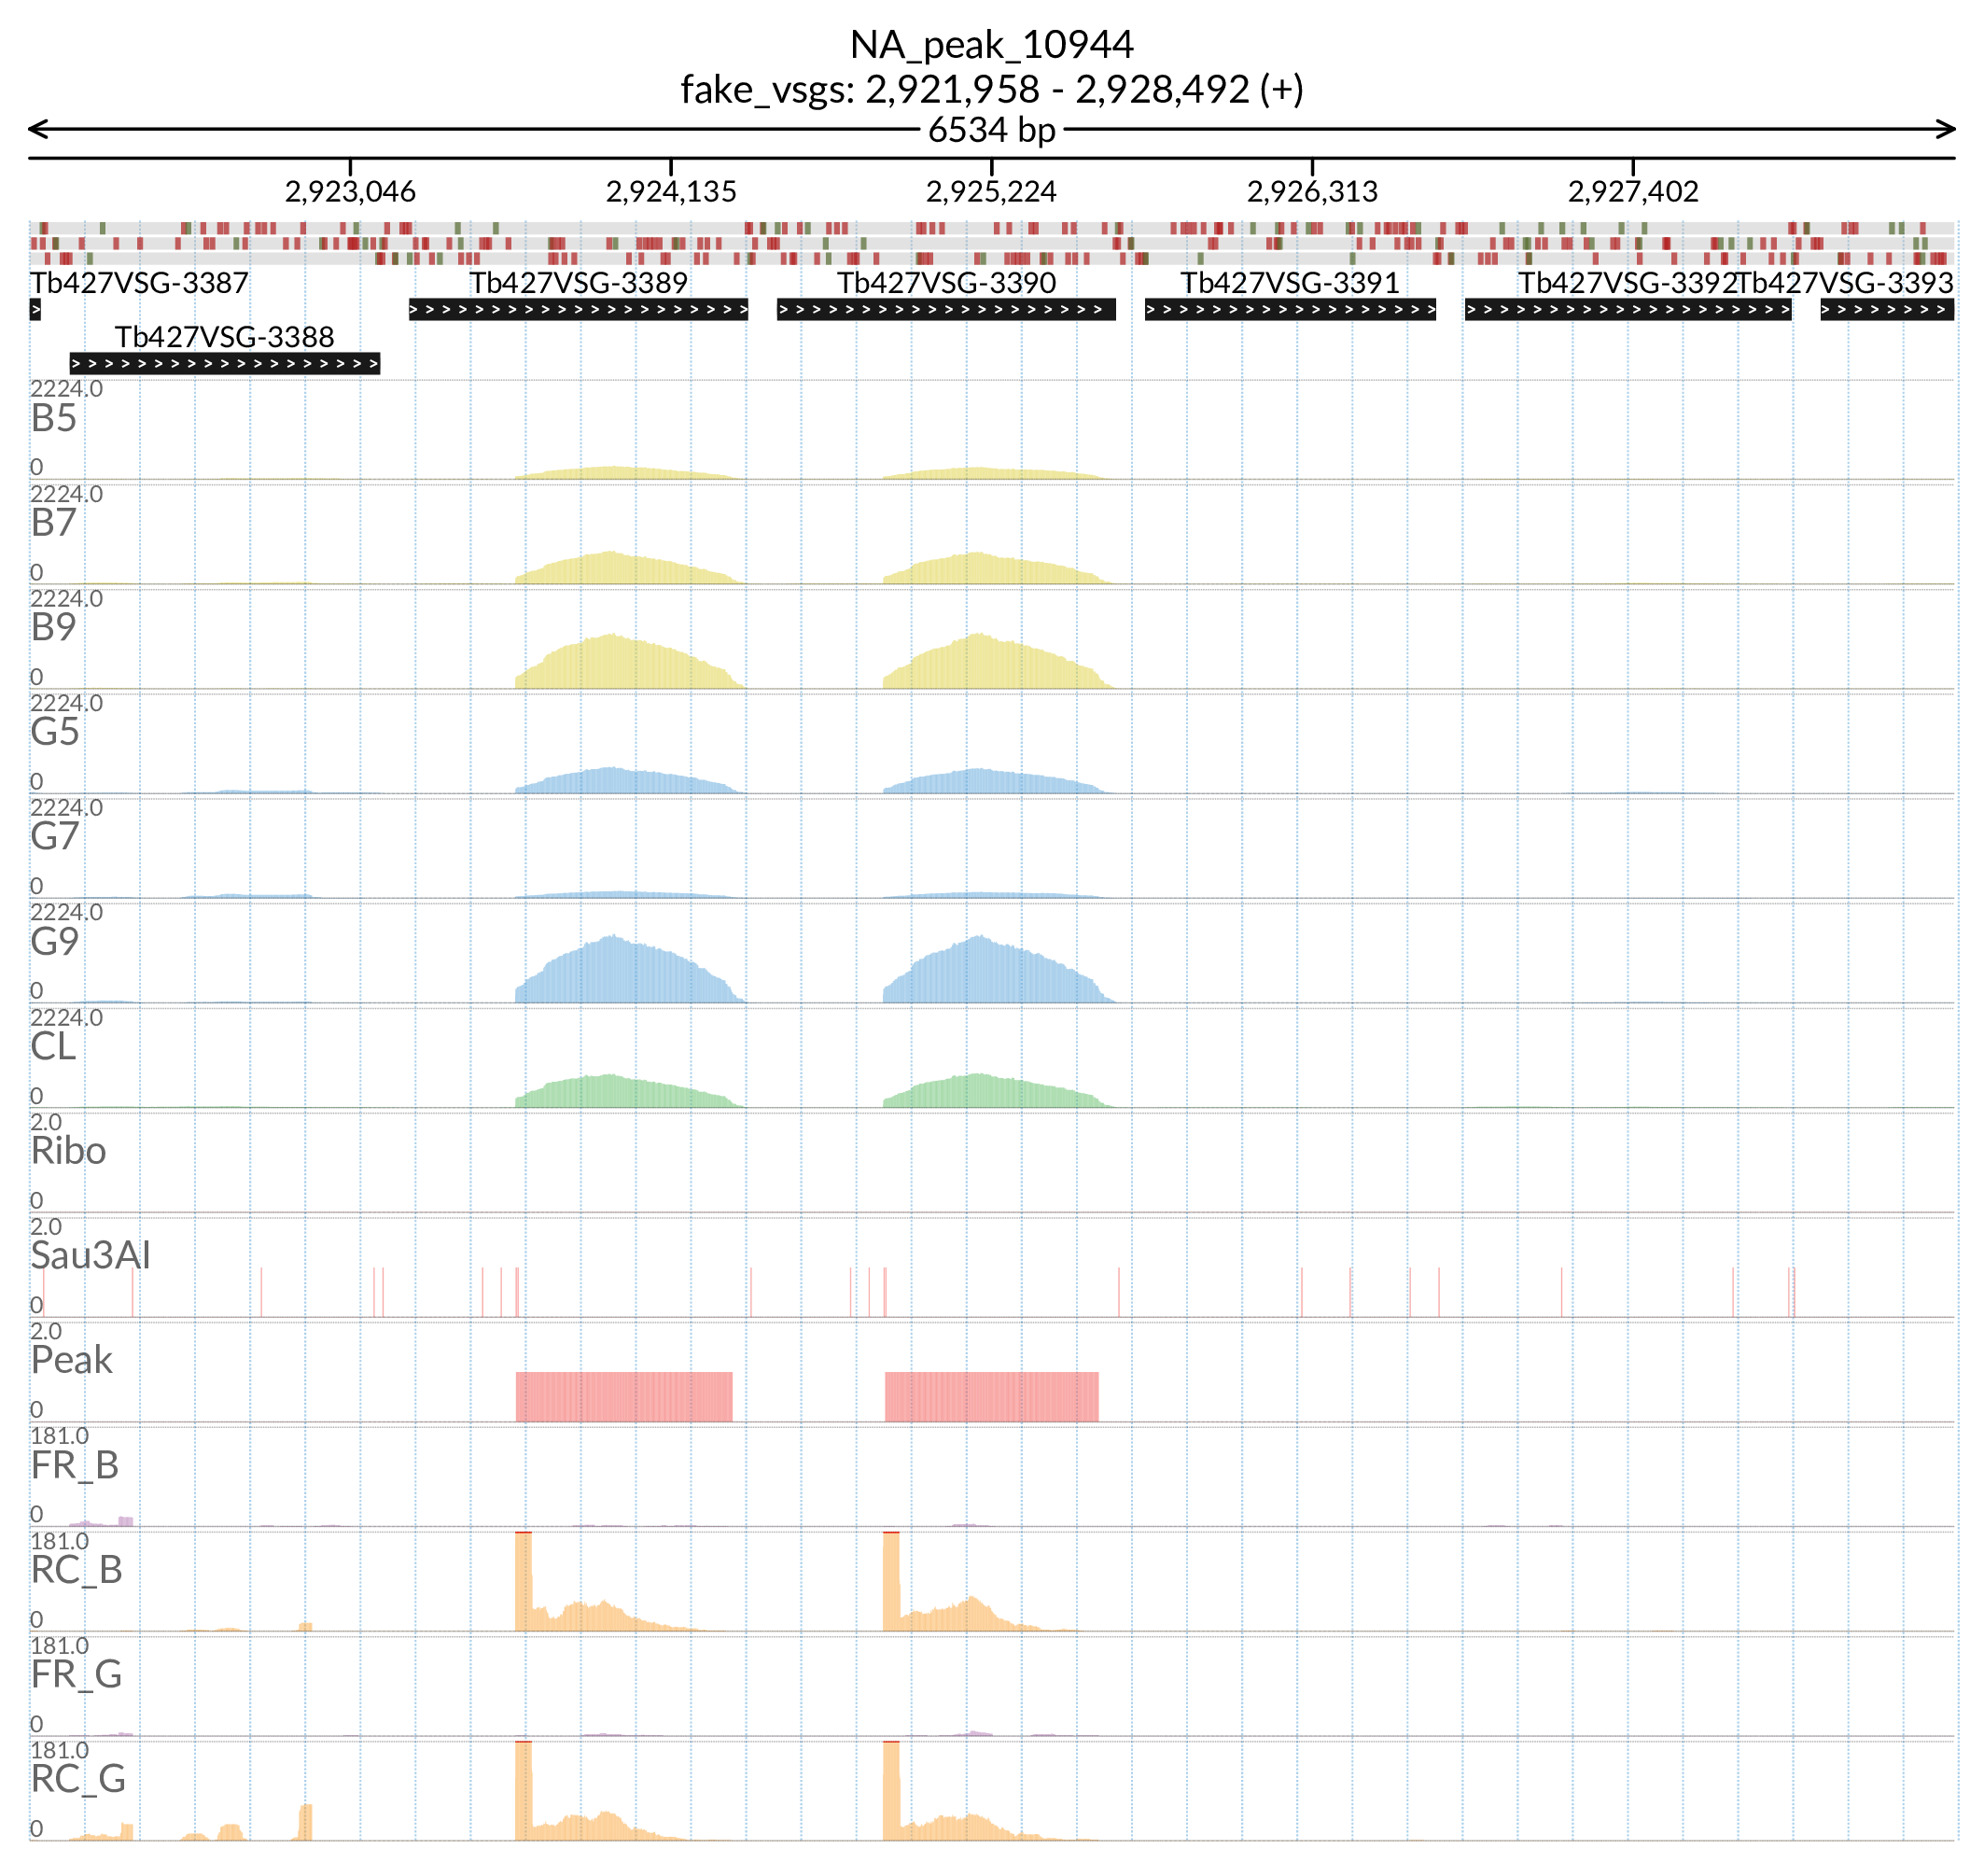 NA_peak_10944
fake_vsgs: 2,921,958 - 2,928,492 (+)
6534 bp
2,923,046 2,924,135 2,925,224 2,926,313 2,927,402
Tb427VSG-3387 Tb427VSG-3389 Tb427VSG-3390 Tb427VSG-3391 Tb427VSG-3392 Tb427VSG-3393
Tb427VSG-3388
2224.0
B5
0
2224.0
B7
0
2224.0
B9
0
2224.0
G5
0
2224.0
G7
0
2224.0
G9
0
2224.0
CL
0
2.0
Ribo
0
2.0
Sau3AI
0
2.0
Peak
0
181.0
FR_B
0
181.0
RC_B
0
181.0
FR_G
0
181.0
RC_G
0